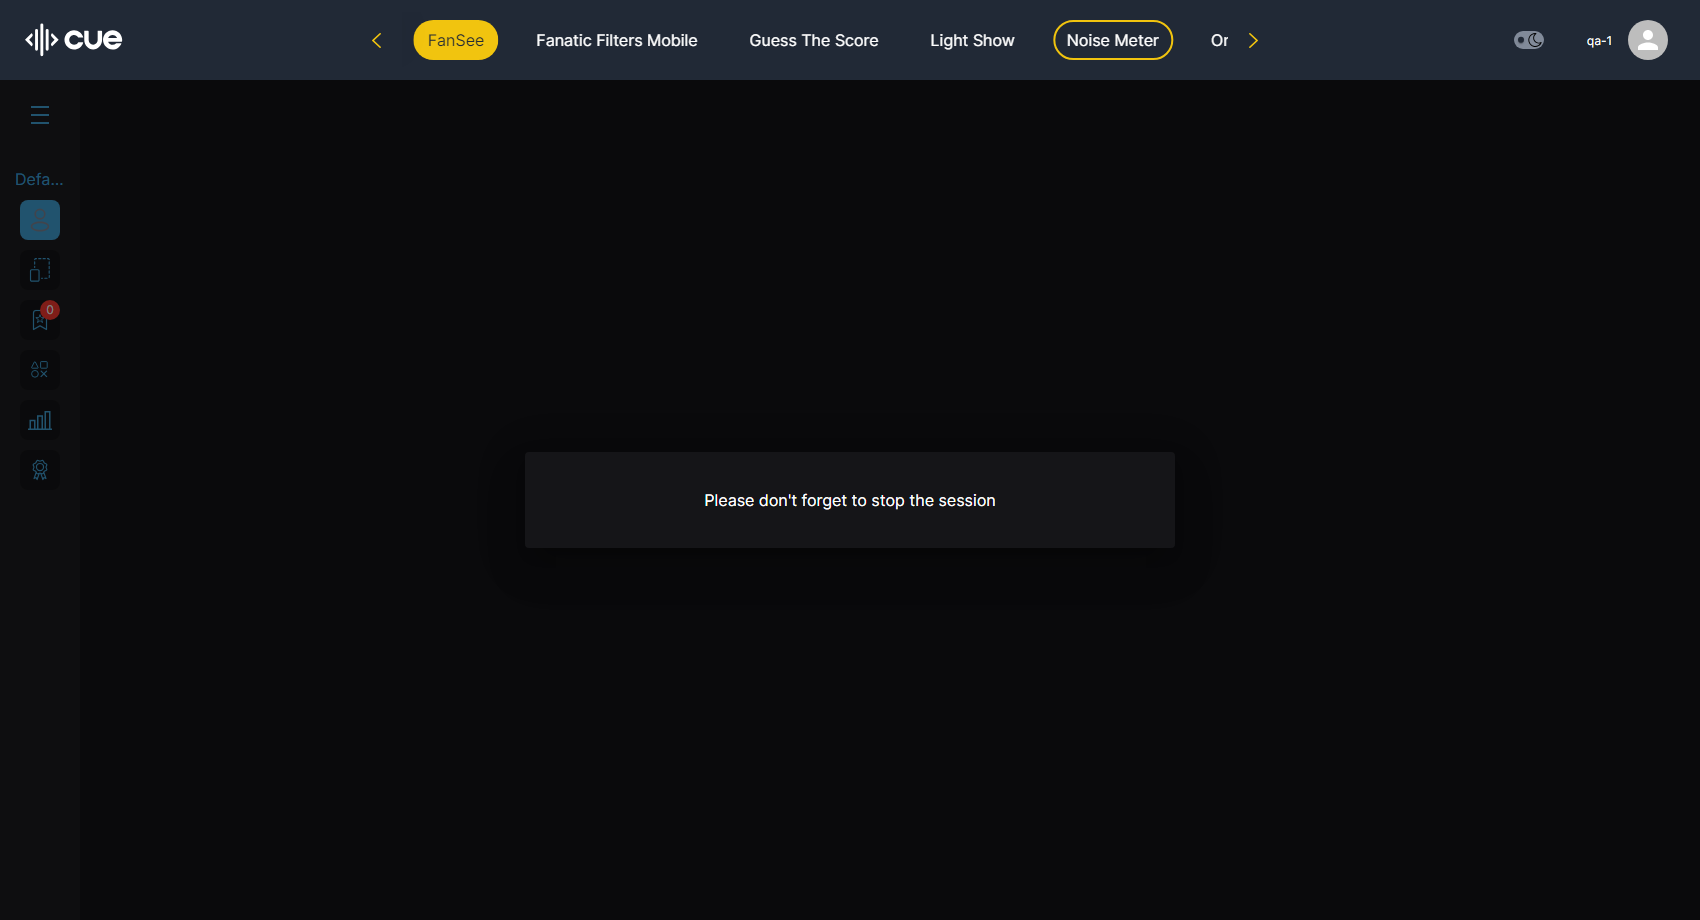 cue
FanSee
Fanatic Filters Mobile
Guess The Score
Light Show
Noise Meter
Or
qa-1
Defa...
0
Please don't forget to stop the session